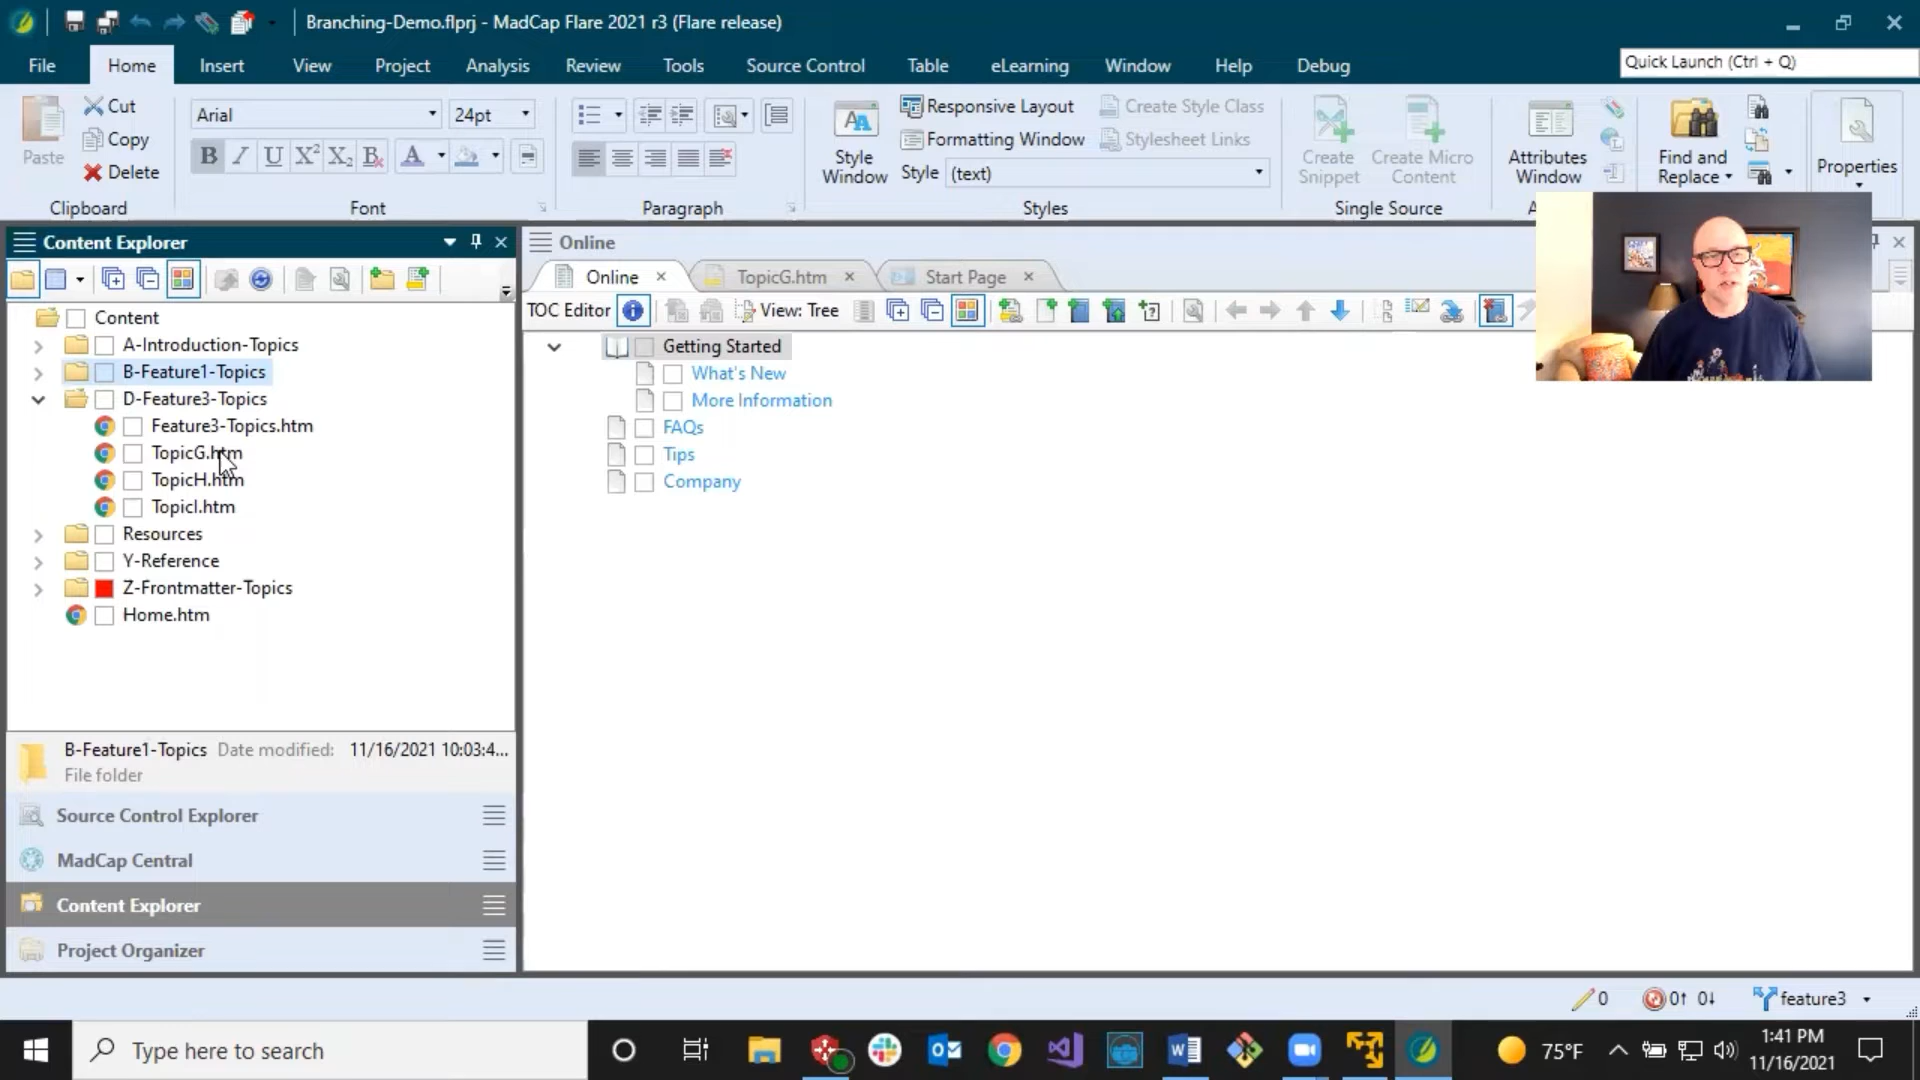 Branching-Demo.flprj - MadCap Flare 2021 r3 (Flare release)
File Home Insert View Project Analysis Review Tools Source Control Table eLearning Window Help Debug
Quick Launch (Ctrl + Q)
Paste
Cut
Copy
Delete
Clipboard
Arial 24pt
B I U X² X₂
Font
Paragraph
Style Window
Responsive Layout
Formatting Window
Style (text)
Create Style Class
Stylesheet Links
Styles
Create Snippet
Create Micro Content
Single Source
Attributes Window
Find and Replace
Properties
Content Explorer
Content
A-Introduction-Topics
B-Feature1-Topics
D-Feature3-Topics
Feature3-Topics.htm
TopicG.htm
TopicH.htm
TopicI.htm
Resources
Y-Reference
Z-Frontmatter-Topics
Home.htm
B-Feature1-Topics Date modified: 11/16/2021 10:03:4...
File folder
Source Control Explorer
MadCap Central
Content Explorer
Project Organizer
Online
Online TopicG.htm Start Page
TOC Editor View: Tree
Getting Started
What's New
More Information
FAQs
Tips
Company
0 0↑ 0↓ feature3
Type here to search
75°F
1:41 PM
11/16/2021